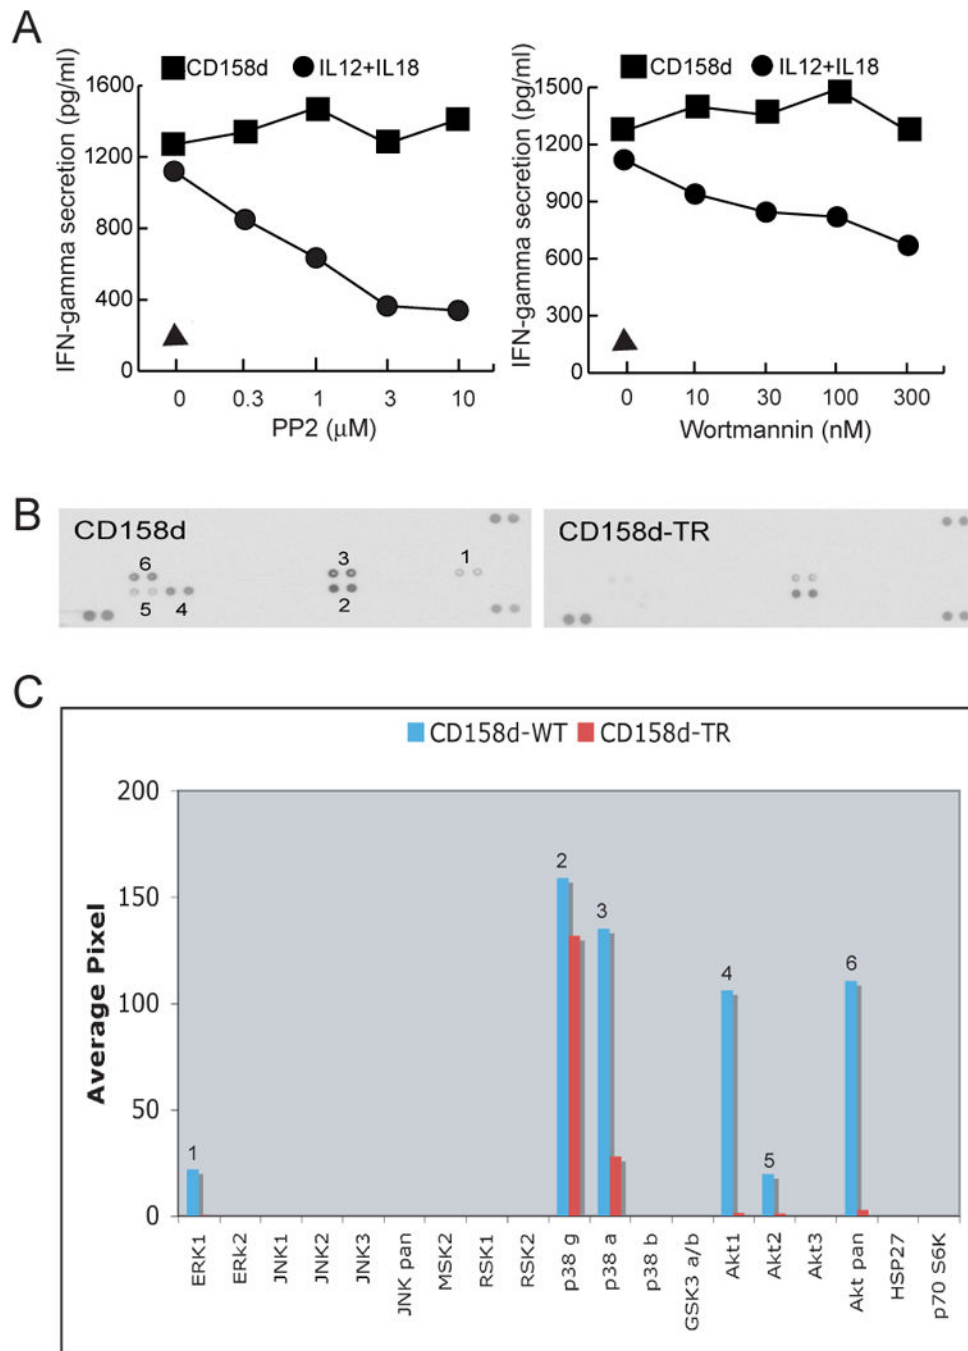 A
CD158d IL12+IL18
IFN-gamma secretion (pg/ml)
1600
1200
800
400
0
0 0.3 1 3 10
PP2 (μM)
CD158d IL12+IL18
IFN-gamma secretion (pg/ml)
1500
1200
900
600
300
0
0 10 30 100 300
Wortmannin (nM)
B
CD158d
6 3 1
5 4 2
CD158d-TR
C
CD158d-WT CD158d-TR
Average Pixel
200
150
100
50
0
1 2 3 4 5 6
ERK1
ERk2
JNK1
JNK2
JNK3
JNK pan
MSK2
RSK1
RSK2
p38 g
p38 a
p38 b
GSK3 a/b
Akt1
Akt2
Akt3
Akt pan
HSP27
p70 S6K